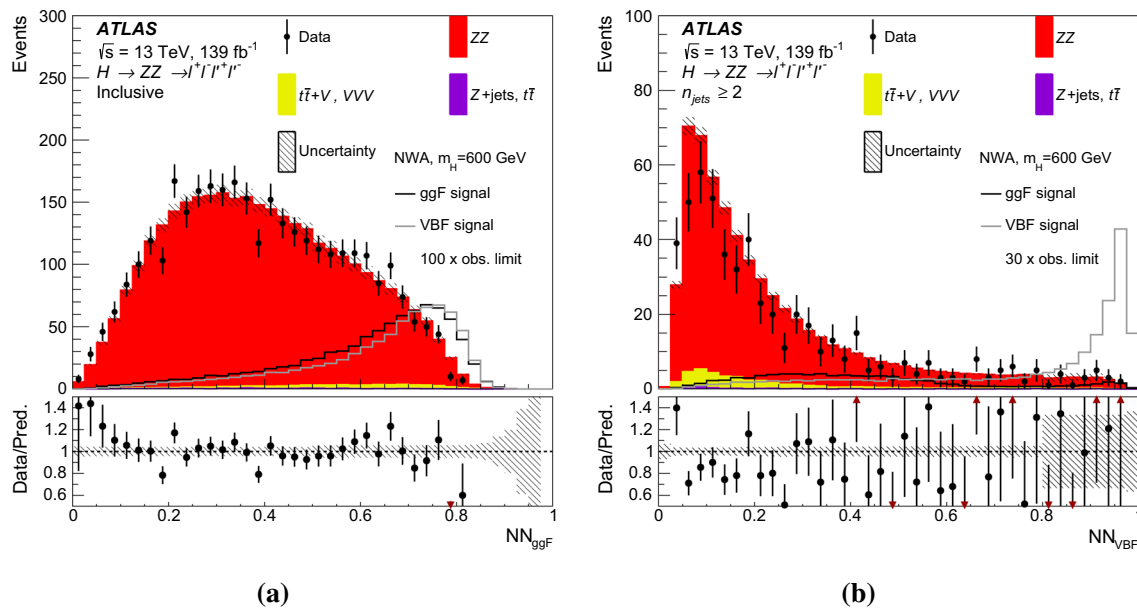 ATLAS
√s = 13 TeV, 139 fb⁻¹
H → ZZ → l⁺l⁻l'⁺l'⁻
Inclusive
Data
ZZ
tt̅+V , VVV
Z+jets, tt̅
Uncertainty
NWA, m_H=600 GeV
ggF signal
VBF signal
100 x obs. limit
Events
300
250
200
150
100
50
0
Data/Pred.
1.4
1.2
1
0.8
0.6
0 0.2 0.4 0.6 0.8 1
NN_ggF
(a)
ATLAS
√s = 13 TeV, 139 fb⁻¹
H → ZZ → l⁺l⁻l'⁺l'⁻
n_jets ≥ 2
Data
ZZ
tt̅+V , VVV
Z+jets, tt̅
Uncertainty
NWA, m_H=600 GeV
ggF signal
VBF signal
30 x obs. limit
Events
100
80
60
40
20
0
Data/Pred.
1.4
1.2
1
0.8
0.6
0 0.2 0.4 0.6 0.8
NN_VBF
(b)